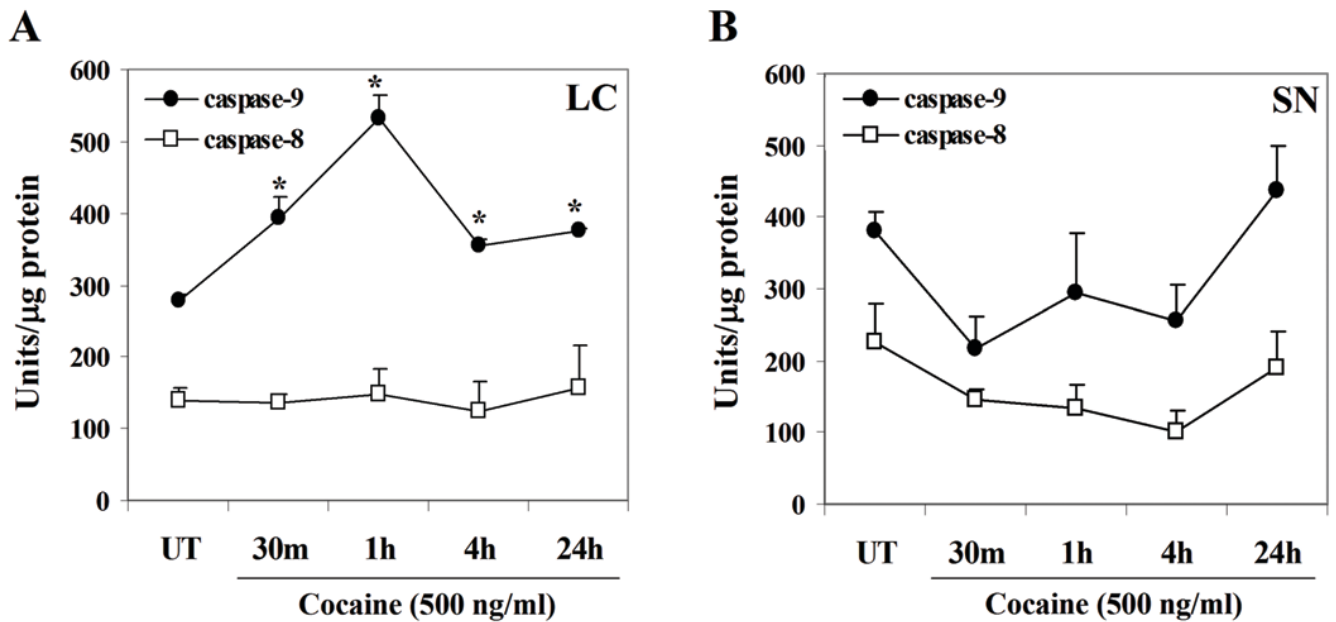 A
Units/µg protein
600
500
400
300
200
100
0
caspase-9
caspase-8
LC
*
*
*
*
UT 30m 1h 4h 24h
Cocaine (500 ng/ml)
B
Units/µg protein
600
500
400
300
200
100
0
caspase-9
caspase-8
SN
UT 30m 1h 4h 24h
Cocaine (500 ng/ml)